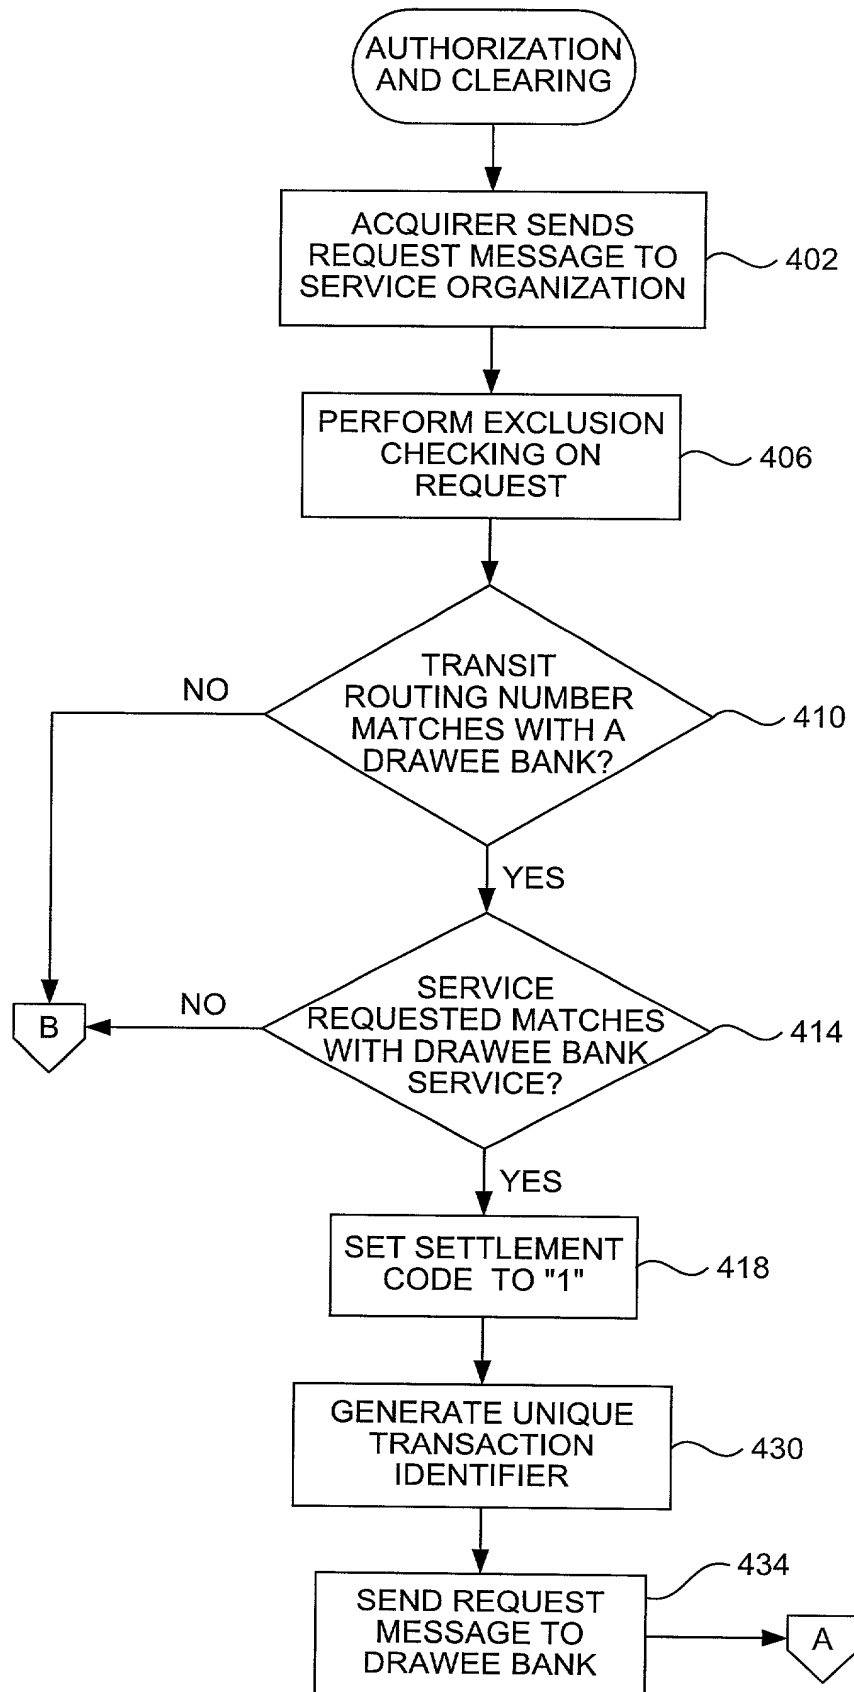 AUTHORIZATION
AND CLEARING
ACQUIRER SENDS
REQUEST MESSAGE TO
SERVICE ORGANIZATION
402
PERFORM EXCLUSION
CHECKING ON
REQUEST
406
TRANSIT
ROUTING NUMBER
MATCHES WITH A
DRAWEE BANK?
410
NO
YES
SERVICE
REQUESTED MATCHES
WITH DRAWEE BANK
SERVICE?
414
NO
B
YES
SET SETTLEMENT
CODE TO "1"
418
GENERATE UNIQUE
TRANSACTION
IDENTIFIER
430
SEND REQUEST
MESSAGE TO
DRAWEE BANK
434
A